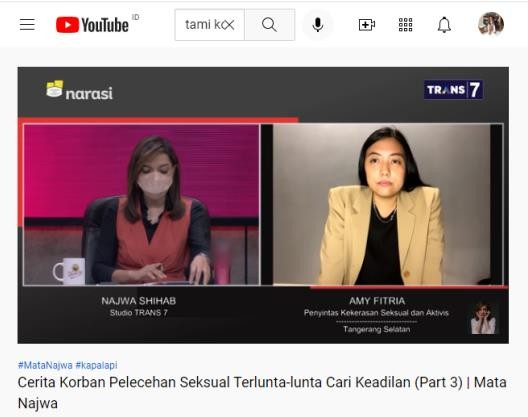 YouTube ID
tami ko
narasi
TRANS 7
NAJWA SHIHAB
Studio TRANS 7
AMY FITRIA
Penyintas Kekerasan Seksual dan Aktivis
Tangerang Selatan
#MataNajwa #kapalapi
Cerita Korban Pelecehan Seksual Terlunta-lunta Cari Keadilan (Part 3) | Mata
Najwa